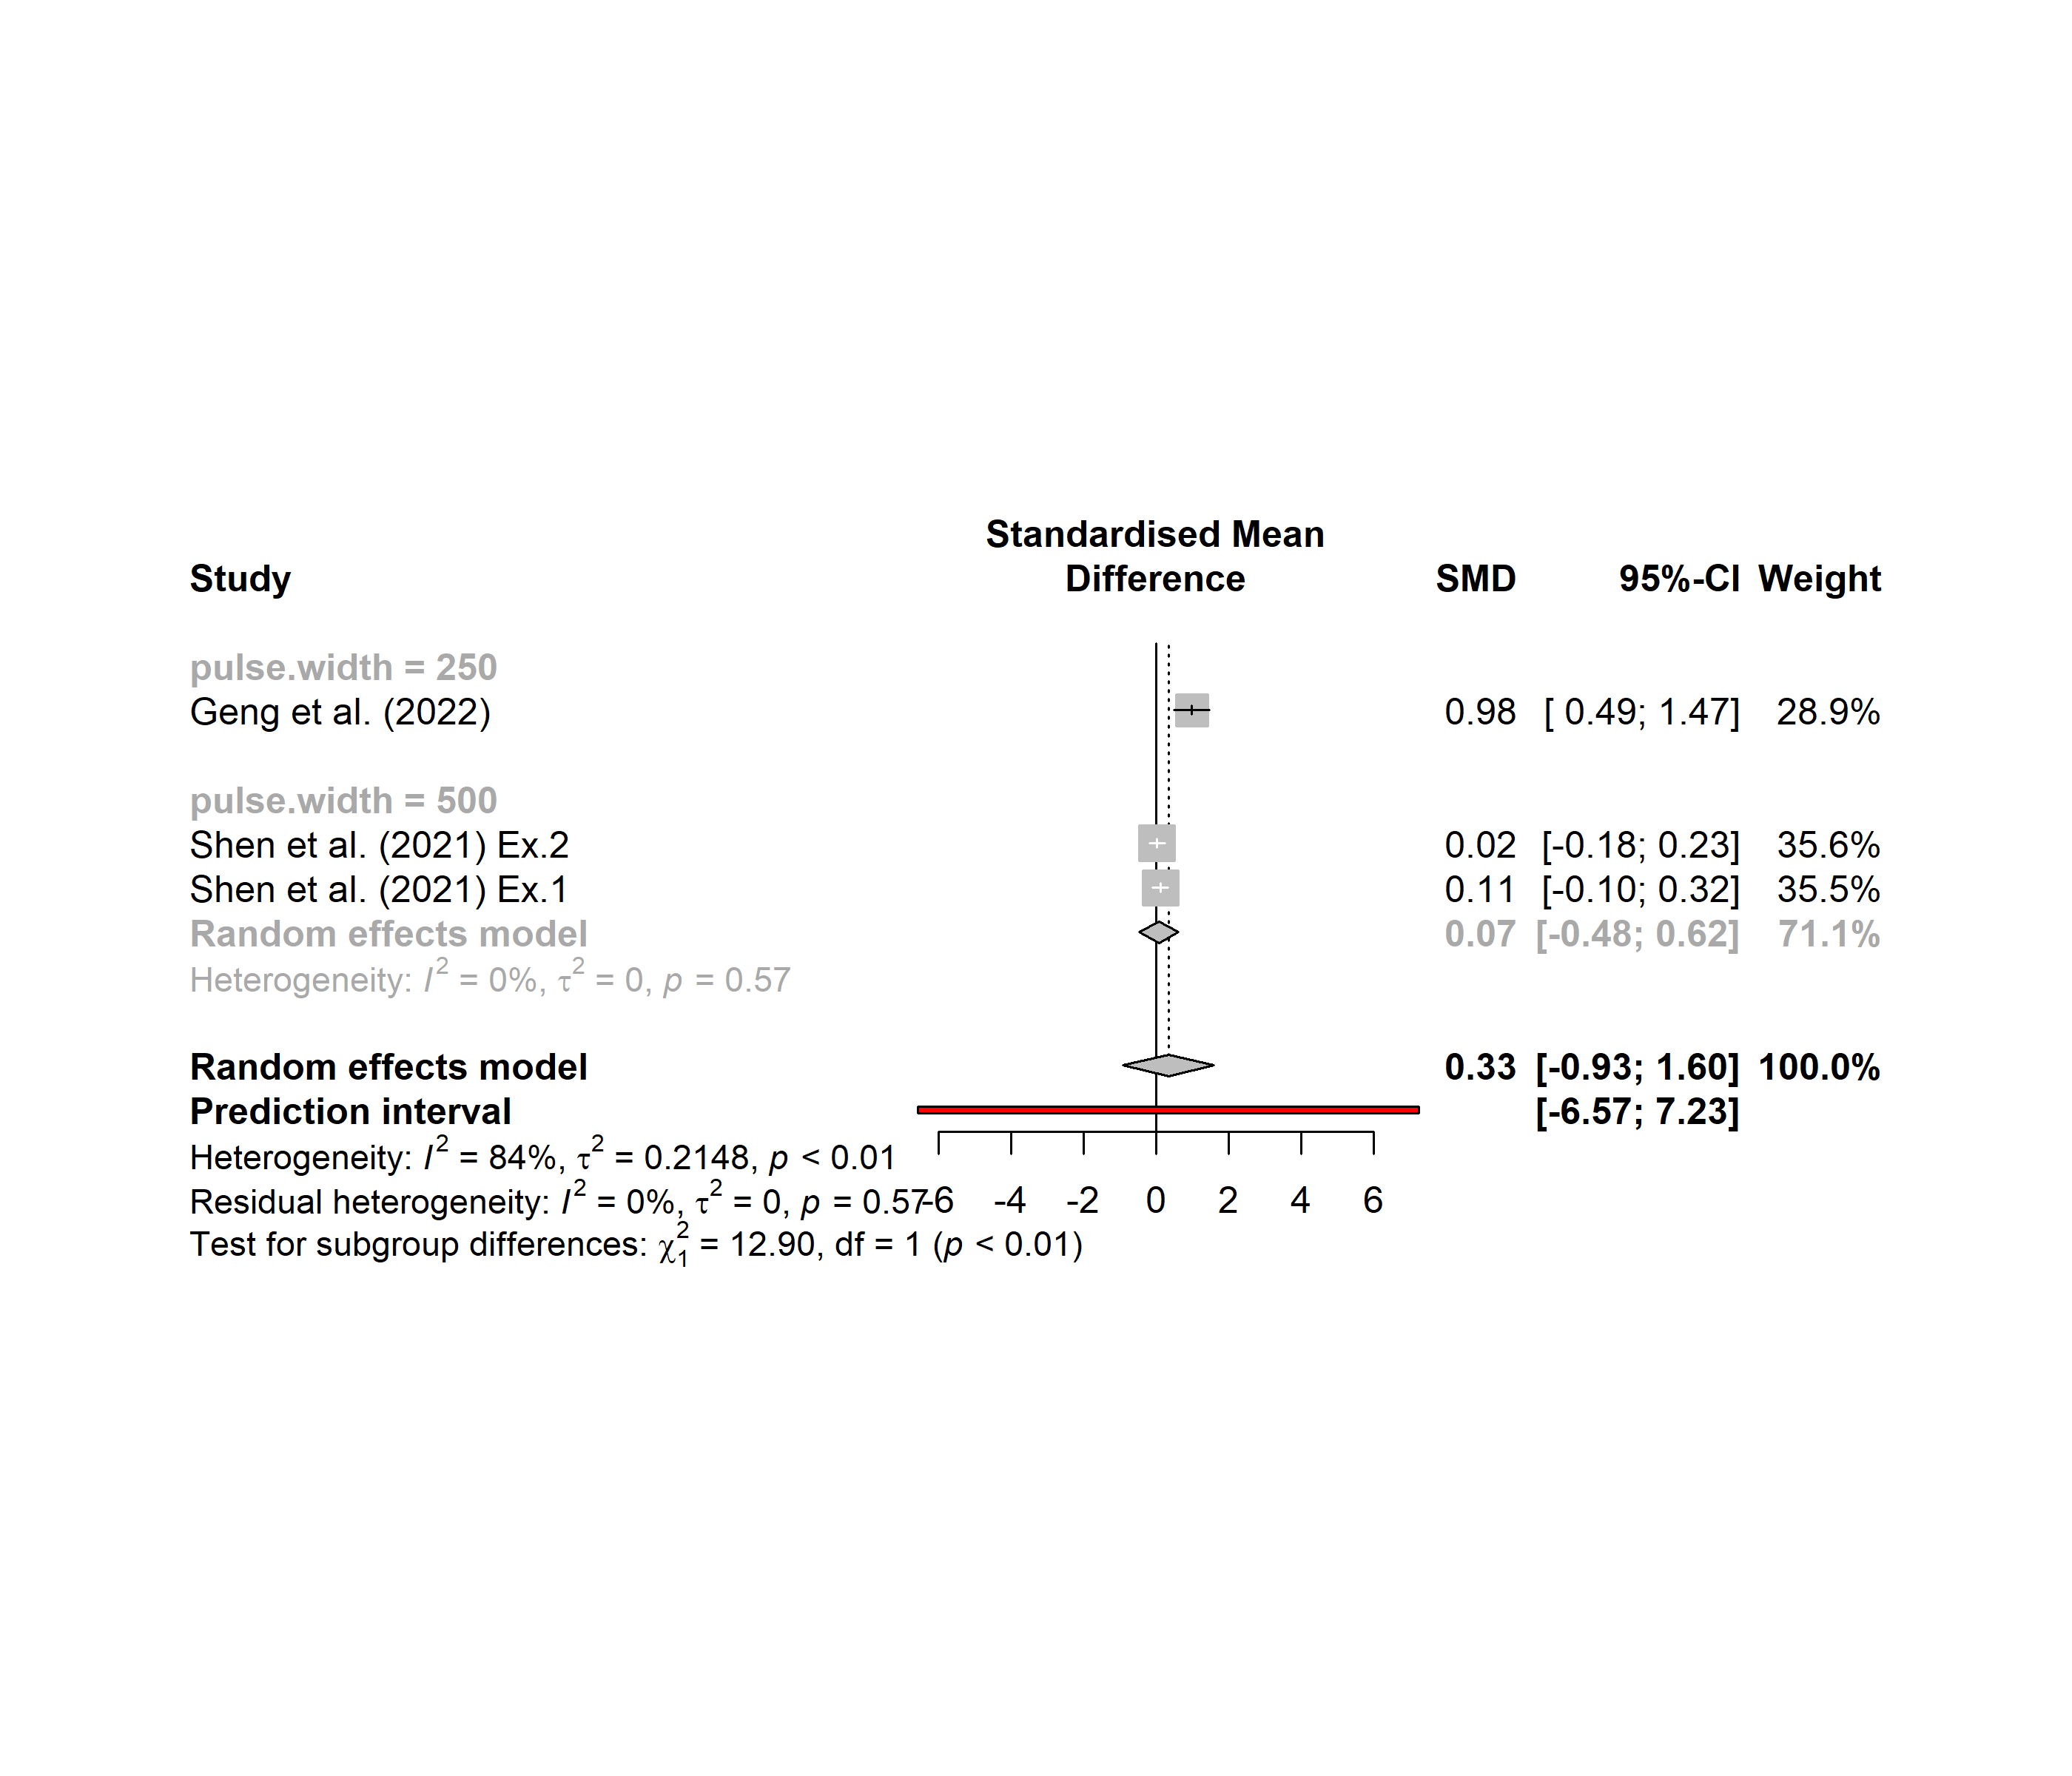 Standardised Mean
Study Difference SMD 95%-CI Weight
pulse.width = 250
Geng et al. (2022) 0.98 [ 0.49; 1.47] 28.9%
pulse.width = 500
Shen et al. (2021) Ex.2 0.02 [-0.18; 0.23] 35.6%
Shen et al. (2021) Ex.1 0.11 [-0.10; 0.32] 35.5%
Random effects model 0.07 [-0.48; 0.62] 71.1%
Heterogeneity: I² = 0%, τ² = 0, p = 0.57
Random effects model 0.33 [-0.93; 1.60] 100.0%
Prediction interval [-6.57; 7.23]
Heterogeneity: I² = 84%, τ² = 0.2148, p < 0.01
Residual heterogeneity: I² = 0%, τ² = 0, p = 0.57 -6 -4 -2 0 2 4 6
Test for subgroup differences: χ²₁ = 12.90, df = 1 (p < 0.01)